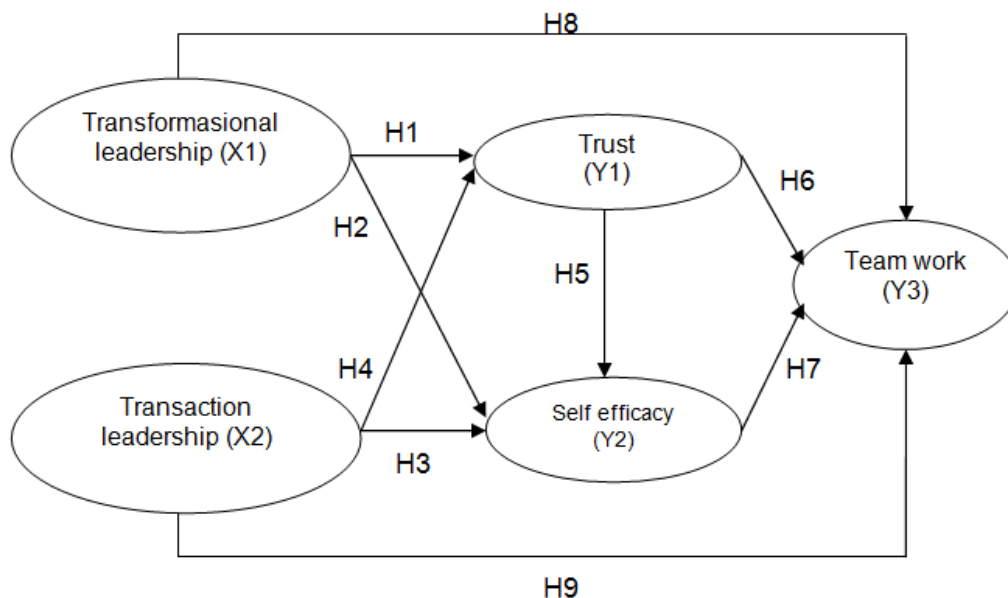 H8
Transformasional
leadership (X1)
H1
Trust
(Y1)
H6
H2
H5
Team work
(Y3)
H4
H7
Transaction
leadership (X2)
Self efficacy
(Y2)
H3
H9